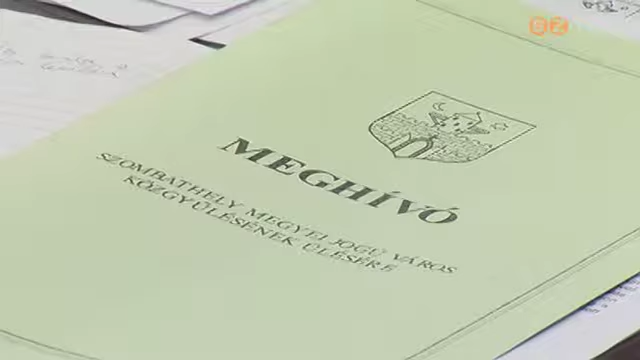 MEGHÍVÓ
SZOMBATHELY MEGYEI JOGÚ VÁROS
KÖZGYŰLÉSÉNEK ÜLÉSÉRE